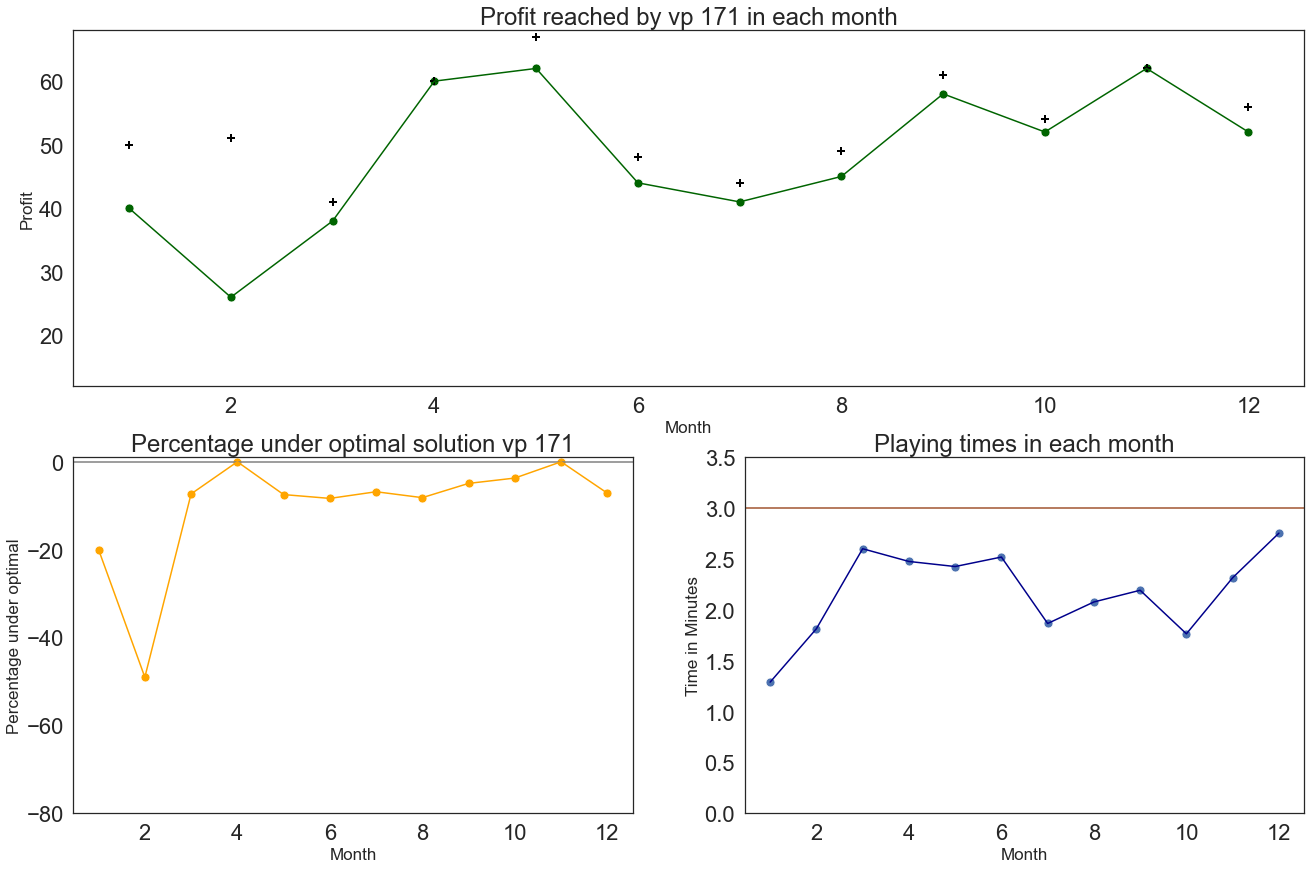 Profit reached by vp 171 in each month
60
50
40
30
20
Profit
2 4 6 8 10 12
Month
Percentage under optimal solution vp 171
0
−20
−40
−60
−80
Percentage under optimal
2 4 6 8 10 12
Month
Playing times in each month
3.5
3.0
2.5
2.0
1.5
1.0
0.5
0.0
Time in Minutes
2 4 6 8 10 12
Month